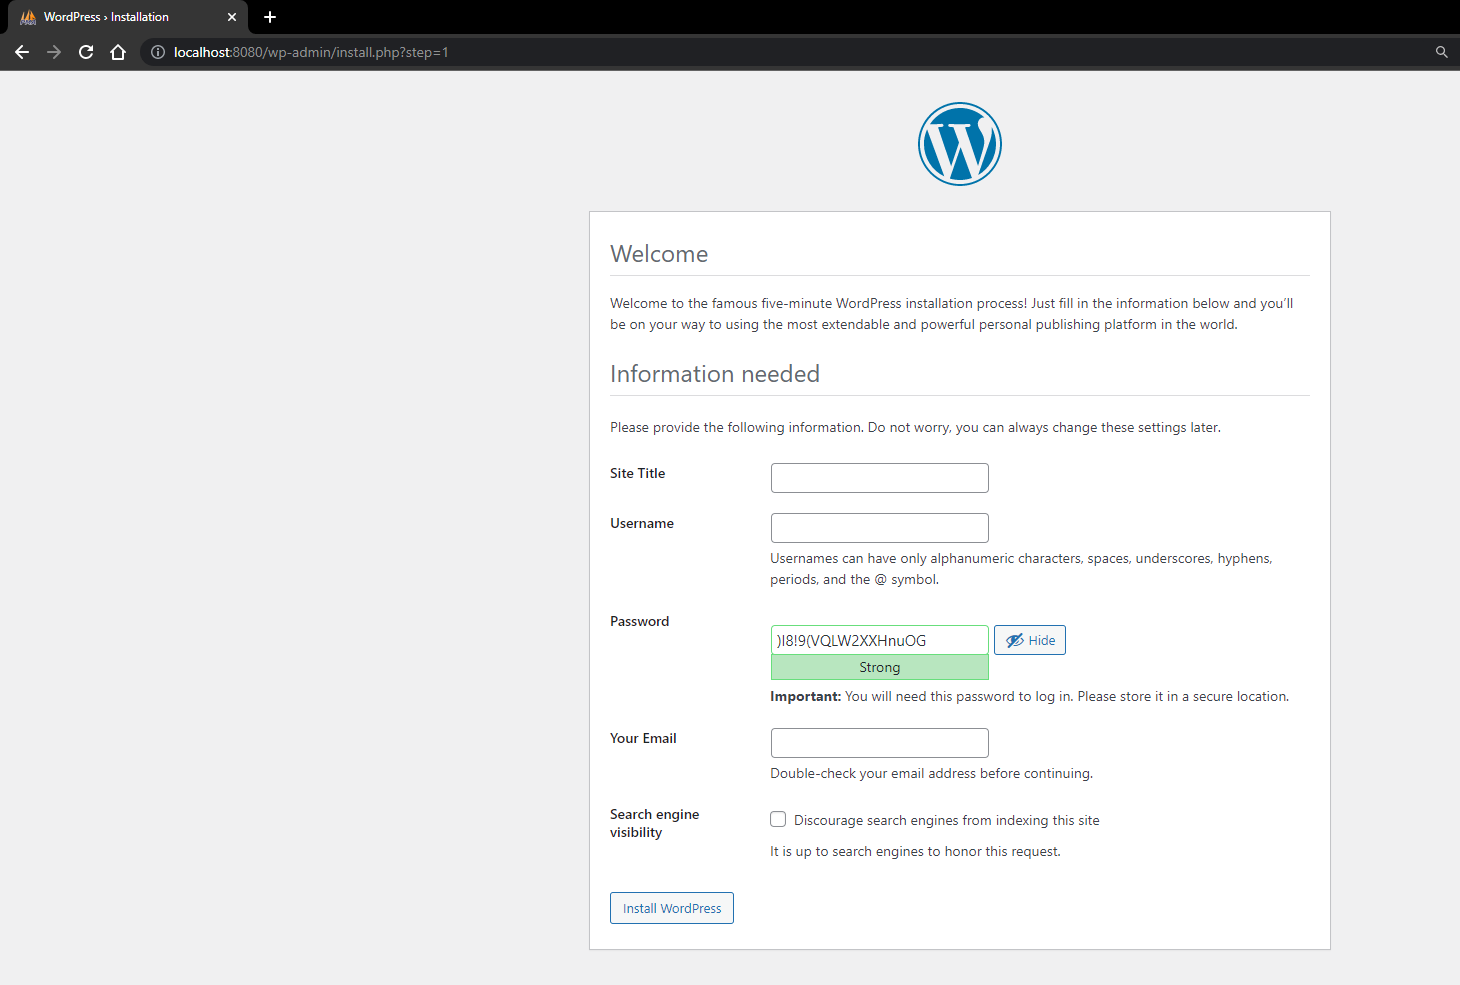 WordPress › Installation
localhost:8080/wp-admin/install.php?step=1
Welcome
Welcome to the famous five-minute WordPress installation process! Just fill in the information below and you’ll
be on your way to using the most extendable and powerful personal publishing platform in the world.
Information needed
Please provide the following information. Do not worry, you can always change these settings later.
Site Title
Username
Usernames can have only alphanumeric characters, spaces, underscores, hyphens,
periods, and the @ symbol.
Password
)I8!9(VQLW2XXHnuOG
Hide
Strong
Important: You will need this password to log in. Please store it in a secure location.
Your Email
Double-check your email address before continuing.
Search engine
visibility
Discourage search engines from indexing this site
It is up to search engines to honor this request.
Install WordPress